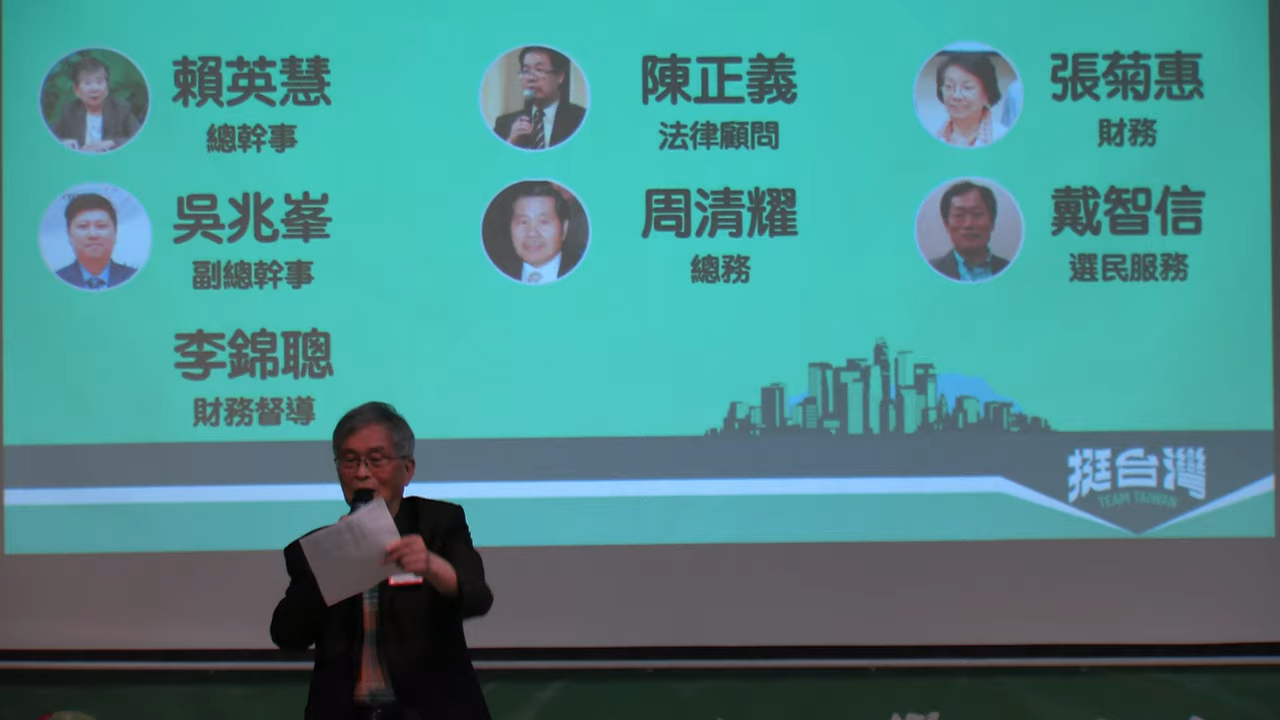 賴英慧
總幹事
陳正義
法律顧問
張菊惠
財務
吳兆峯
副總幹事
周清耀
總務
戴智信
選民服務
李錦聰
財務督導
挺台灣
TEAM TAIWAN